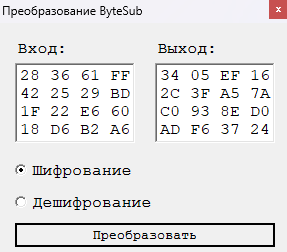 Преобразование ByteSub x
Вход: Выход:
28 36 61 FF 34 05 EF 16
42 25 29 BD 2C 3F A5 7A
1F 22 E6 60 C0 93 8E D0
18 D6 B2 A6 AD F6 37 24
Шифрование
Дешифрование
Преобразовать